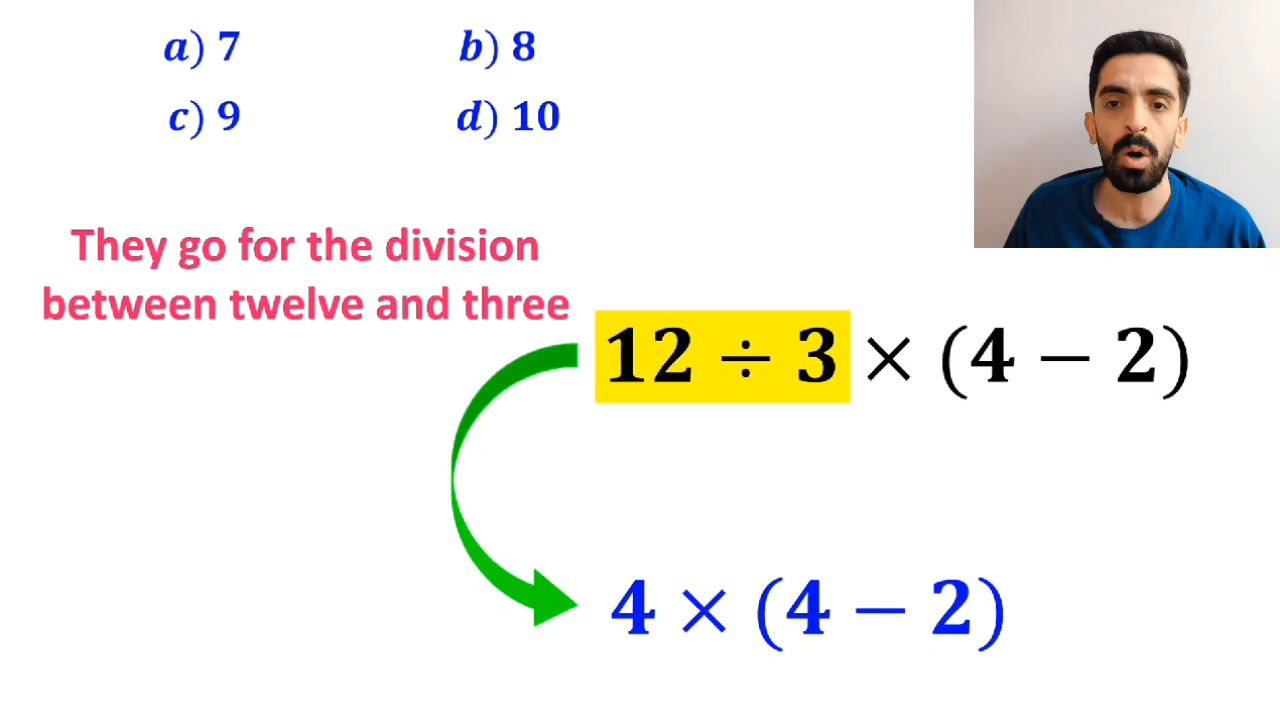 a) 7 b) 8
c) 9 d) 10
They go for the division
between twelve and three
12 ÷ 3 × (4 − 2)
4 × (4 − 2)